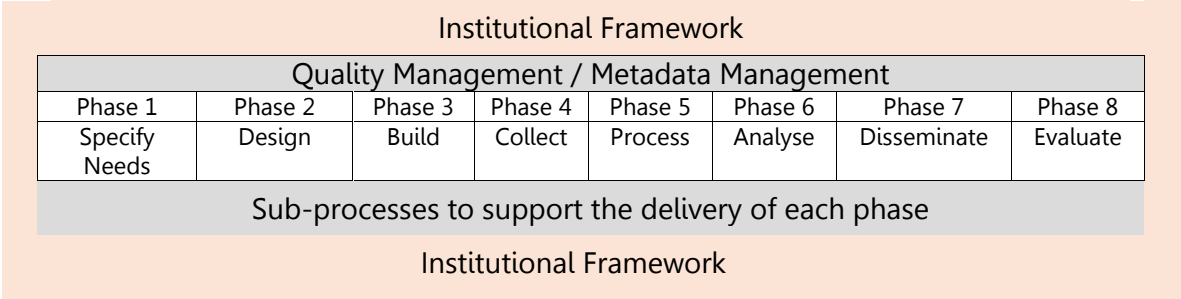 Institutional Framework
Quality Management / Metadata Management
Phase 1 Phase 2 Phase 3 Phase 4 Phase 5 Phase 6 Phase 7 Phase 8
Specify Needs Design Build Collect Process Analyse Disseminate Evaluate
Sub-processes to support the delivery of each phase
Institutional Framework